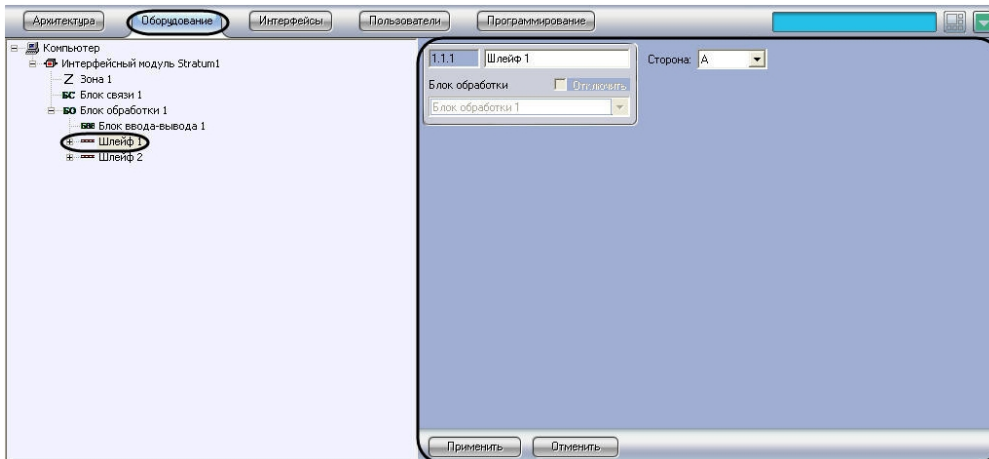 Архитектура Оборудование Интерфейсы Пользователи Программирование
Компьютер
Интерфейсный модуль Stratum1
Z Зона 1
БС Блок связи 1
БО Блок обработки 1
БВВ Блок ввода-вывода 1
Шлейф 1
Шлейф 2
1.1.1 Шлейф 1 Сторона: A
Блок обработки Отключить
Блок обработки 1
Применить Отменить